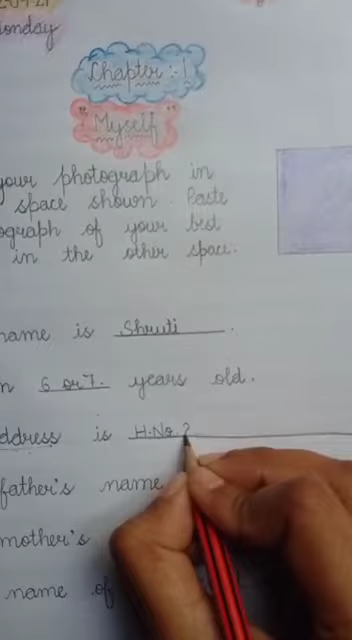 onday
Chapter :- 1
"Myself"
your photograph in
space shown. Paste
ograph of your best
in the other space.
name is Shruti.
n 6 or 7. years old.
ddress is H.No. 2
father's name
mother's
name of